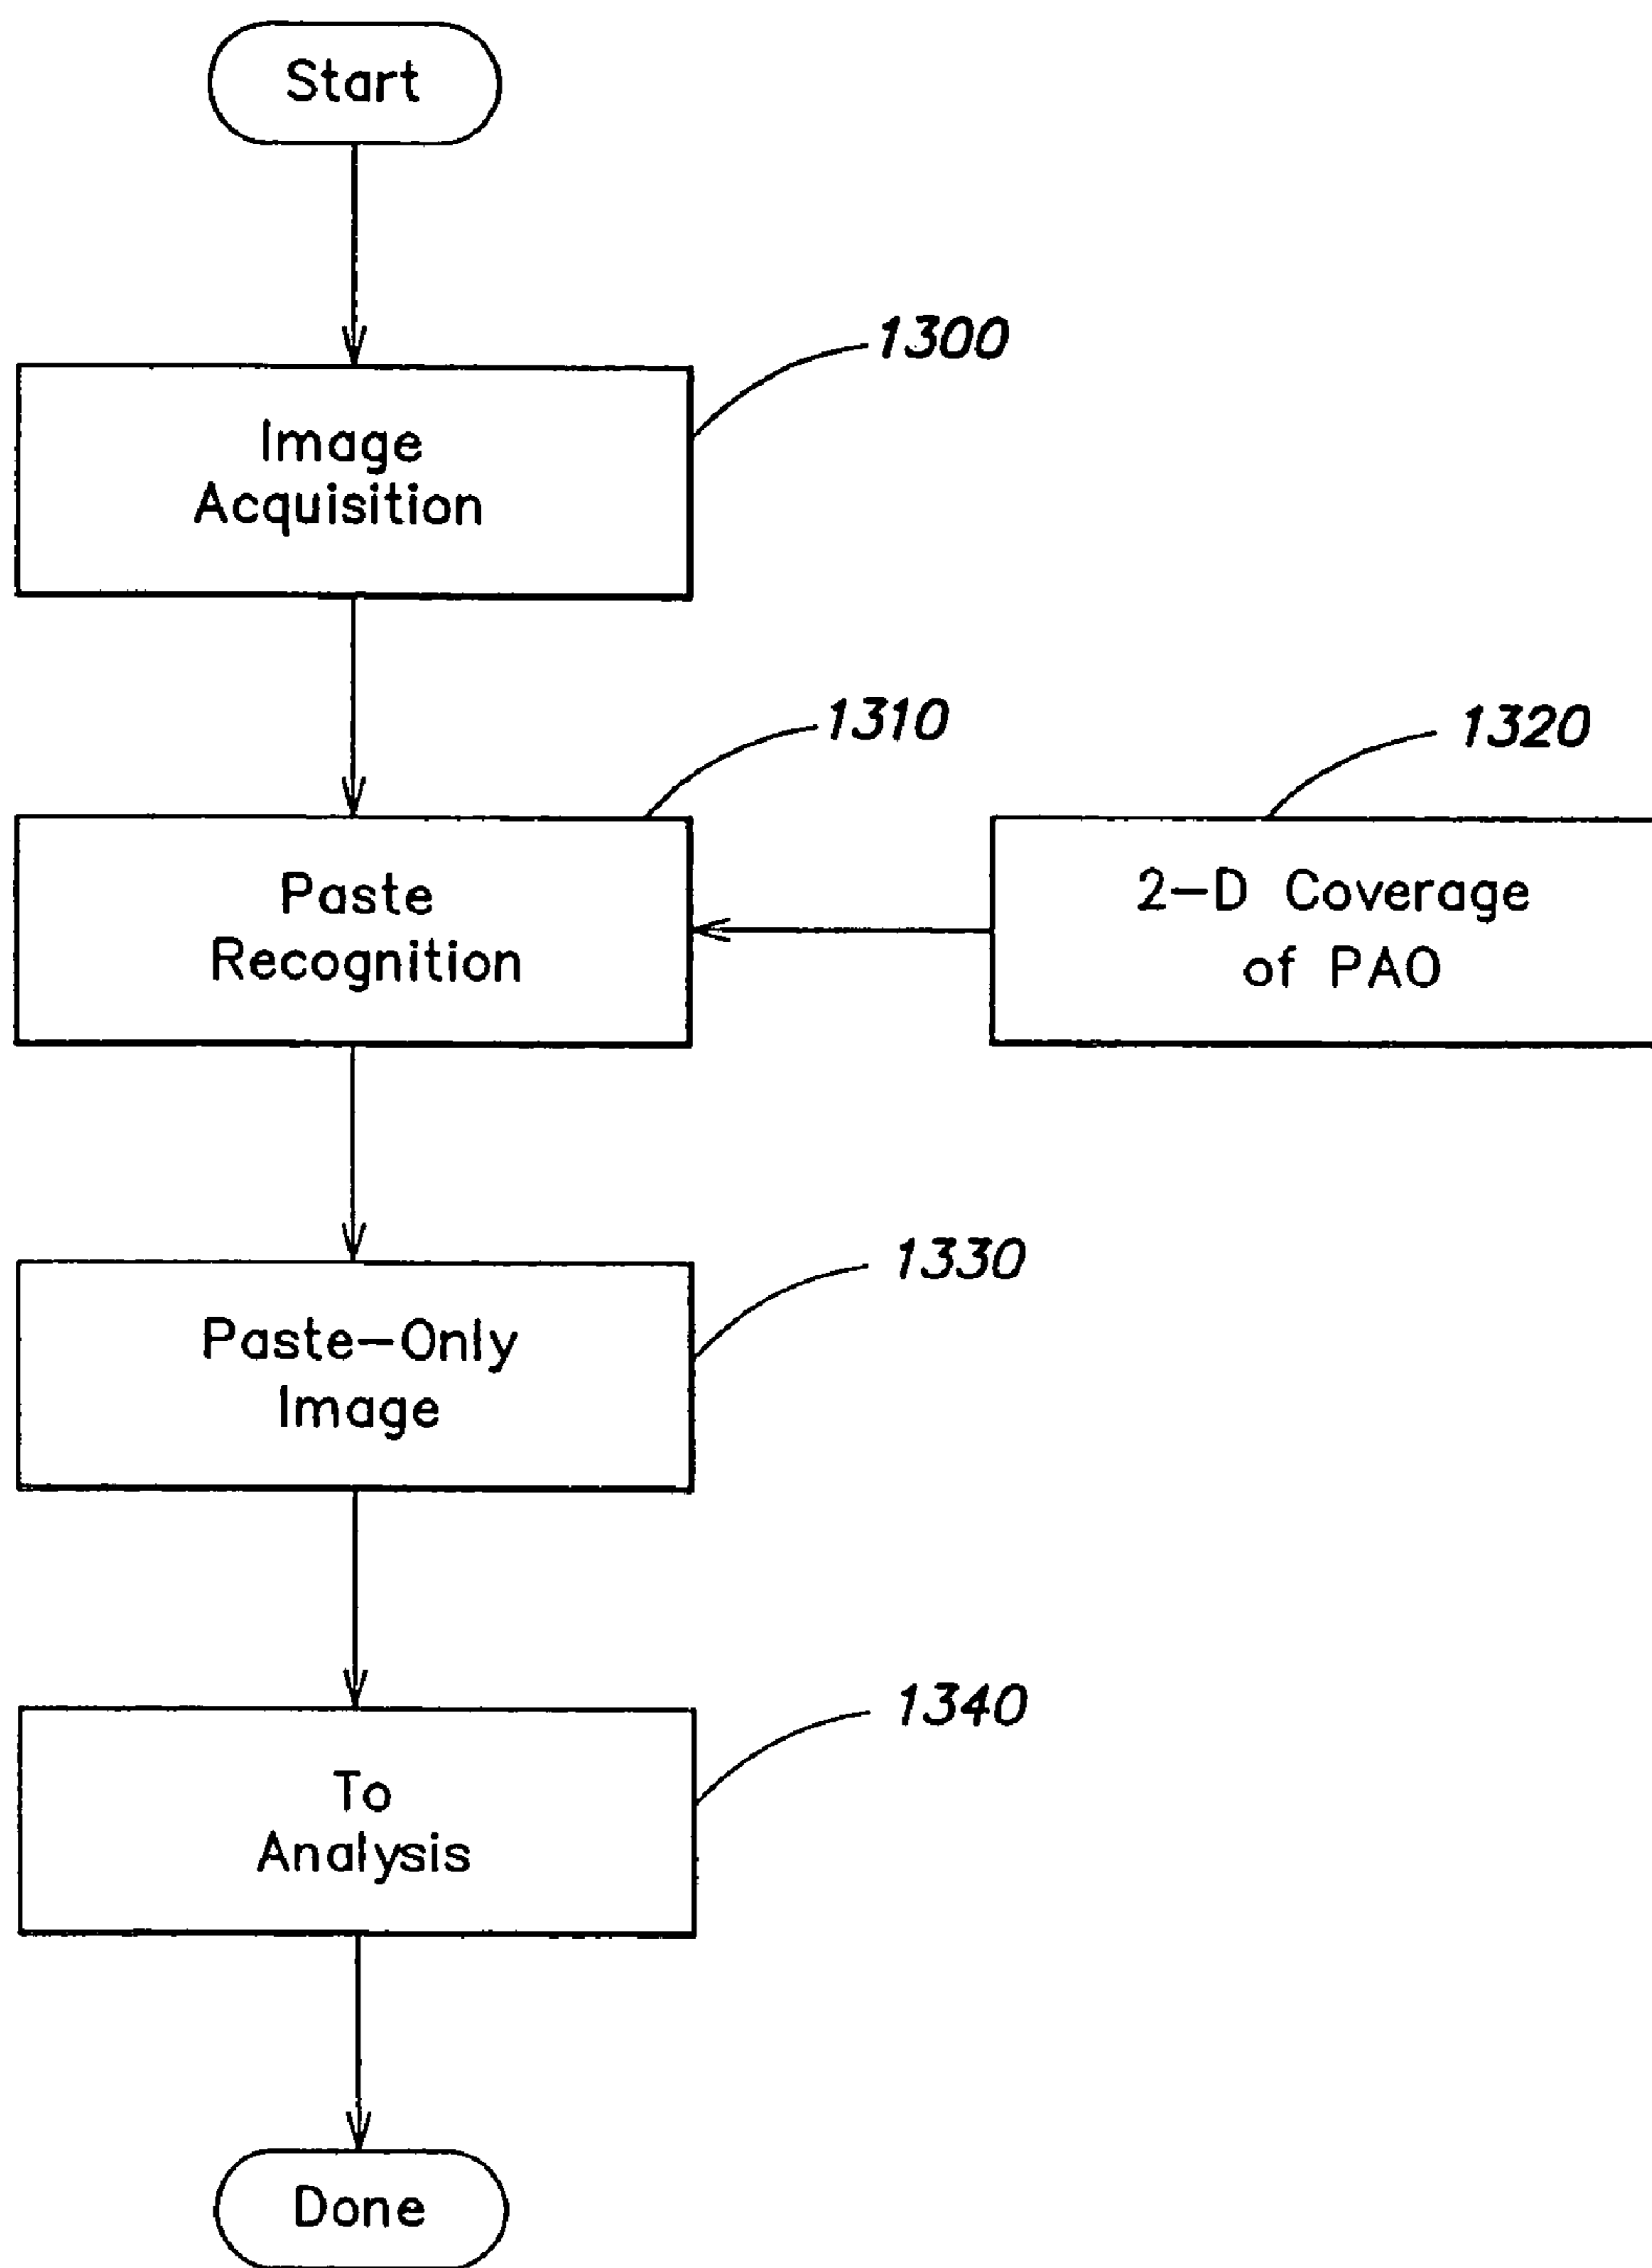 Start
1300
Image
Acquisition
1310
1320
Paste
Recognition
2-D Coverage
of PAO
1330
Paste-Only
Image
1340
To
Analysis
Done